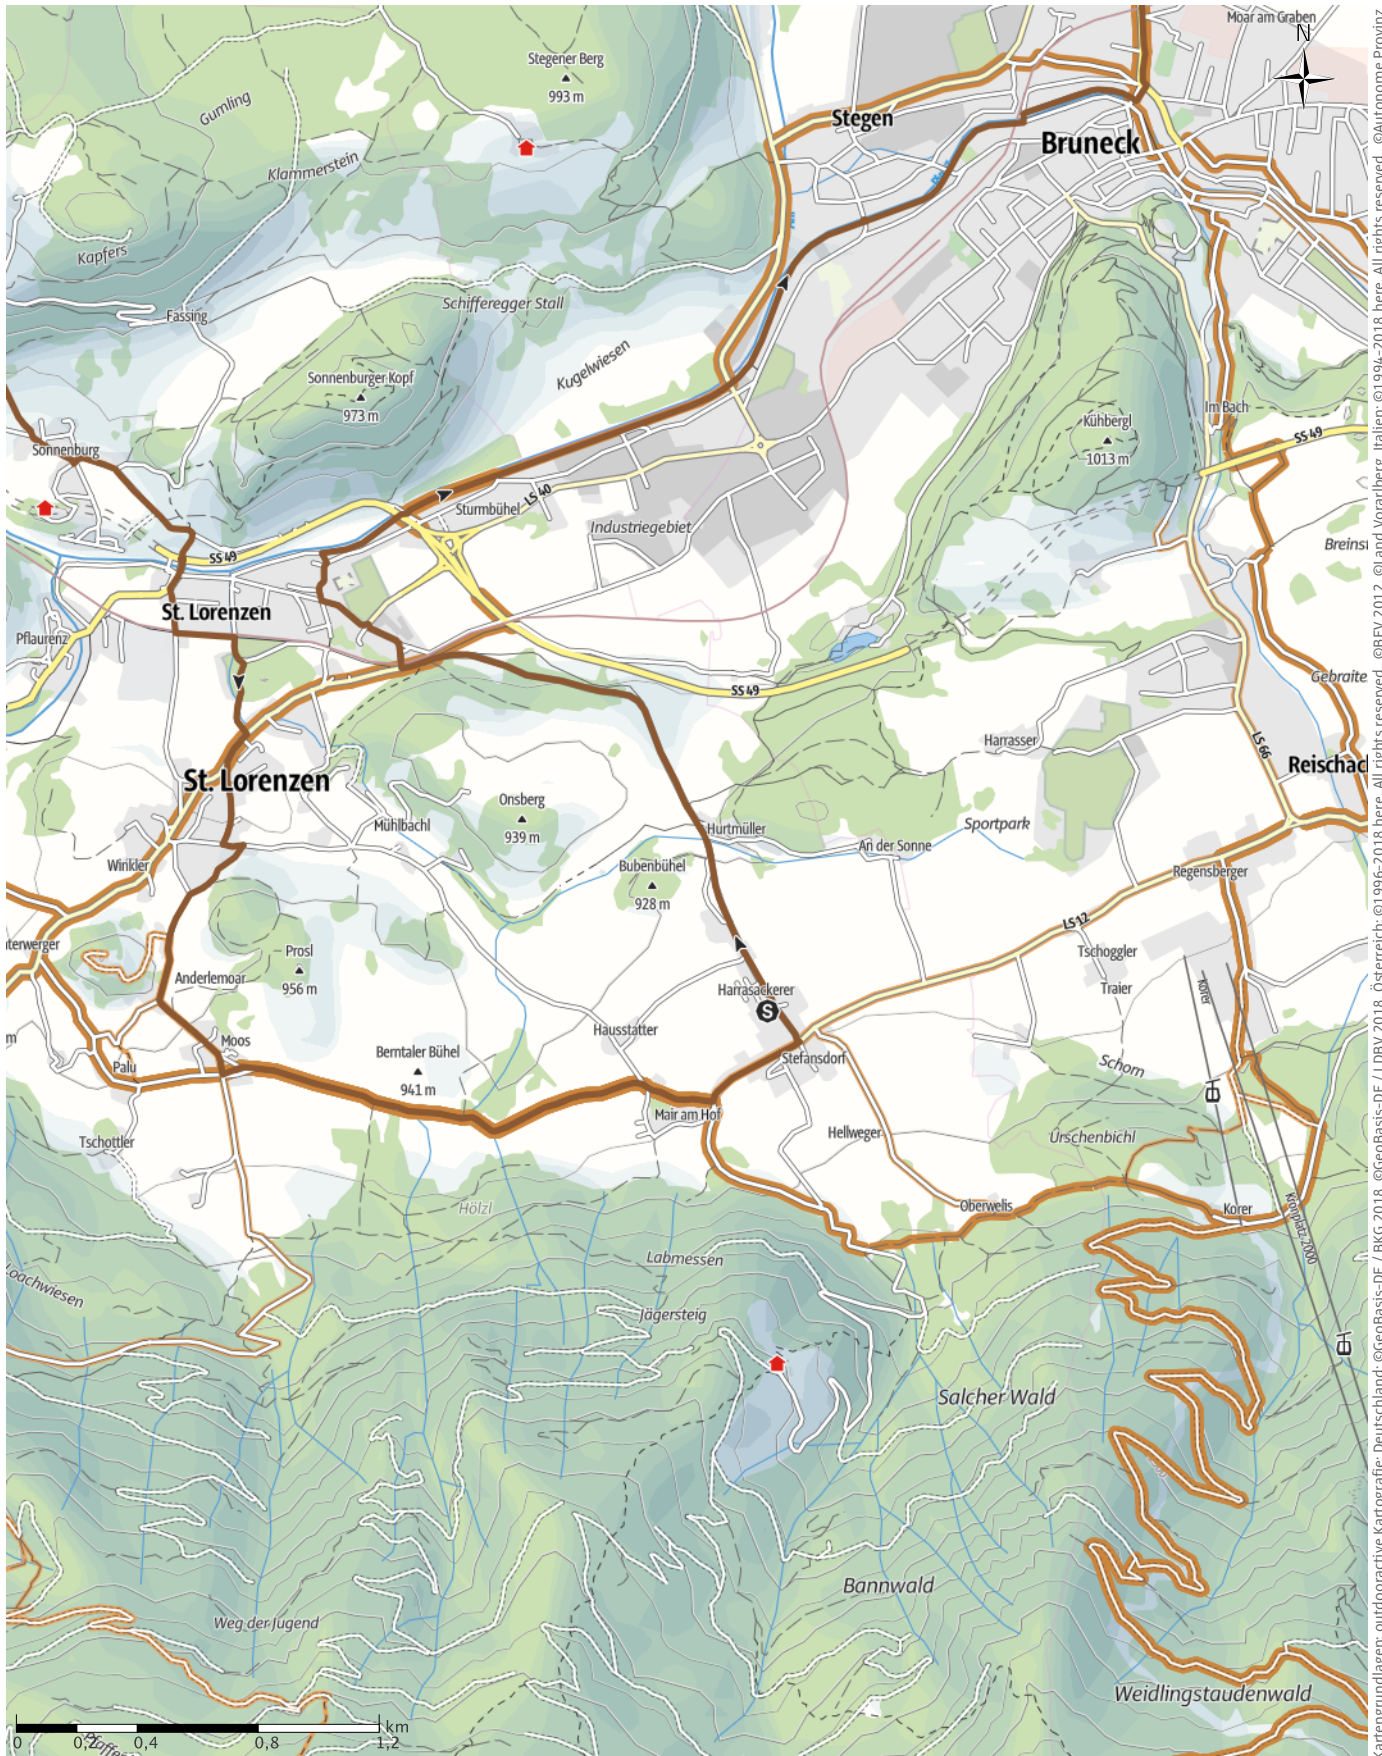 Moar am Graben
N
Stegener Berg
993 m
Gumling
Stegen
Bruneck
Klammerstein
Kapfers
Schifferegger Stall
Fassing
Kugelwiesen
Sonnenburger Kopf
973 m
Im Bach
Kühbergl
1013 m
SS 49
Sonnenburg
LS 40
Sturmbühel
Industriegebiet
SS 49
St. Lorenzen
Pflaurenz
SS 49
LS 66
Harrasser
Reischach
St. Lorenzen
Onsberg
939 m
Mühlbachl
Hurtmüller
Sportpark
An der Sonne
Winkler
Bubenbühel
928 m
Regensberger
LS 12
Prosl
956 m
Anderlemoar
Tschoggler
Traier
Korer
Harrasackerer
S
Hausstatter
Moos
Berntaler Bühel
941 m
Stefansdorf
Palu
Schorn
Mair am Hof
Tschottler
Hellweger
Urschenbichl
Hölzl
Oberwelis
Korer
Kronplatz 2000
Labmessen
Loachwiesen
Jägersteig
Salcher Wald
Bannwald
Weg der Jugend
Weidlingstaudenwald
km
0 0,2 0,4 0,8 1,2